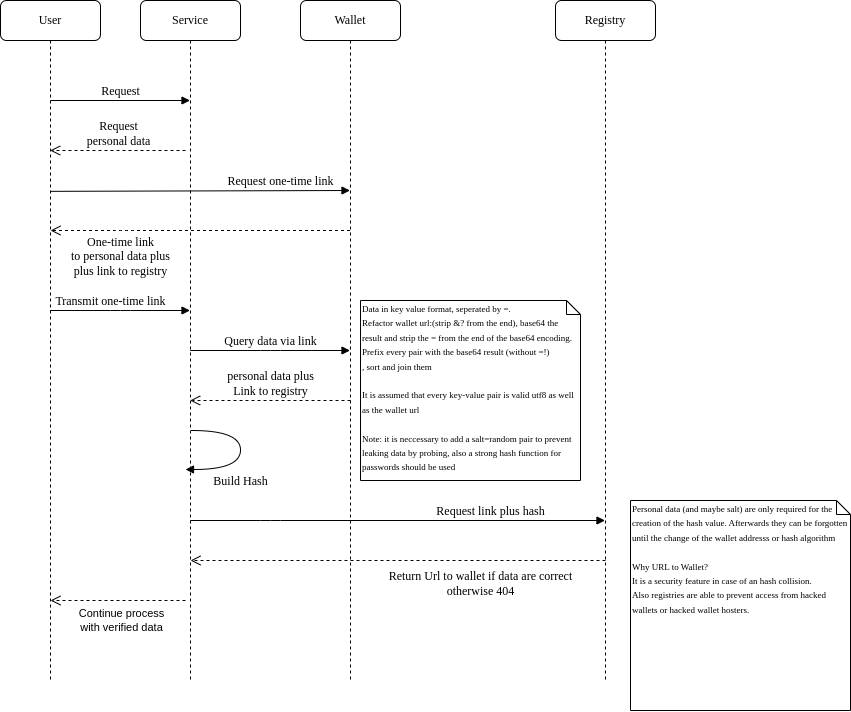 User
Service
Wallet
Registry
Request
Request
personal data
Request one-time link
One-time link
to personal data plus
plus link to registry
Transmit one-time link
Query data via link
personal data plus
Link to registry
Build Hash
Data in key value format, seperated by =.
Refactor wallet url:(strip &? from the end), base64 the
result and strip the = from the end of the base64 encoding.
Prefix every pair with the base64 result (without =!)
, sort and join them
It is assumed that every key-value pair is valid utf8 as well
as the wallet url
Note: it is neccessary to add a salt=random pair to prevent
leaking data by probing, also a strong hash function for
passwords should be used
Request link plus hash
Return Url to wallet if data are correct
otherwise 404
Continue process
with verified data
Personal data (and maybe salt) are only required for the
creation of the hash value. Afterwards they can be forgotten
until the change of the wallet addresss or hash algorithm
Why URL to Wallet?
It is a security feature in case of an hash collision.
Also registries are able to prevent access from hacked
wallets or hacked wallet hosters.